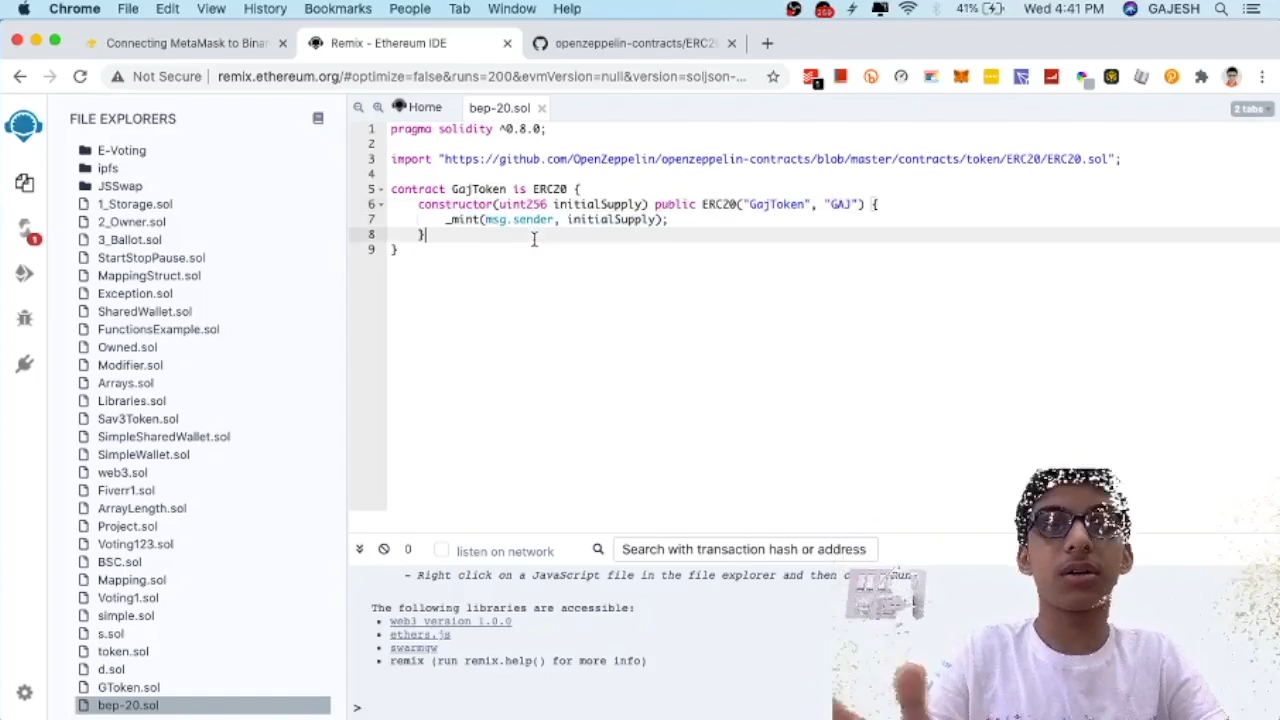 Chrome File Edit View History Bookmarks People Tab Window Help 41% Wed 4:41 PM GAJESH
Connecting MetaMask to Binar
Remix - Ethereum IDE
openzeppelin-contracts/ERC20
Not Secure remix.ethereum.org/#optimize=false&runs=200&evmVersion=null&version=soljson-...
FILE EXPLORERS
Home
bep-20.sol
2 tabs
E-Voting
ipfs
JSSwap
1_Storage.sol
2_Owner.sol
3_Ballot.sol
StartStopPause.sol
MappingStruct.sol
Exception.sol
SharedWallet.sol
FunctionsExample.sol
Owned.sol
Modifier.sol
Arrays.sol
Libraries.sol
Sav3Token.sol
SimpleSharedWallet.sol
SimpleWallet.sol
web3.sol
Fiverr1.sol
ArrayLength.sol
Project.sol
Voting123.sol
BSC.sol
Mapping.sol
Voting1.sol
simple.sol
s.sol
token.sol
d.sol
GToken.sol
bep-20.sol
1
1 pragma solidity ^0.8.0;
2
3 import "https://github.com/OpenZeppelin/openzeppelin-contracts/blob/master/contracts/token/ERC20/ERC20.sol";
4
5 contract GajToken is ERC20 {
6 constructor(uint256 initialSupply) public ERC20("GajToken", "GAJ") {
7 _mint(msg.sender, initialSupply);
8 }
9 }
0 listen on network Search with transaction hash or address
- Right click on a JavaScript file in the file explorer and then
The following libraries are accessible:
• web3 version 1.0.0
• ethers.js
• swarmgw
• remix (run remix.help() for more info)
>